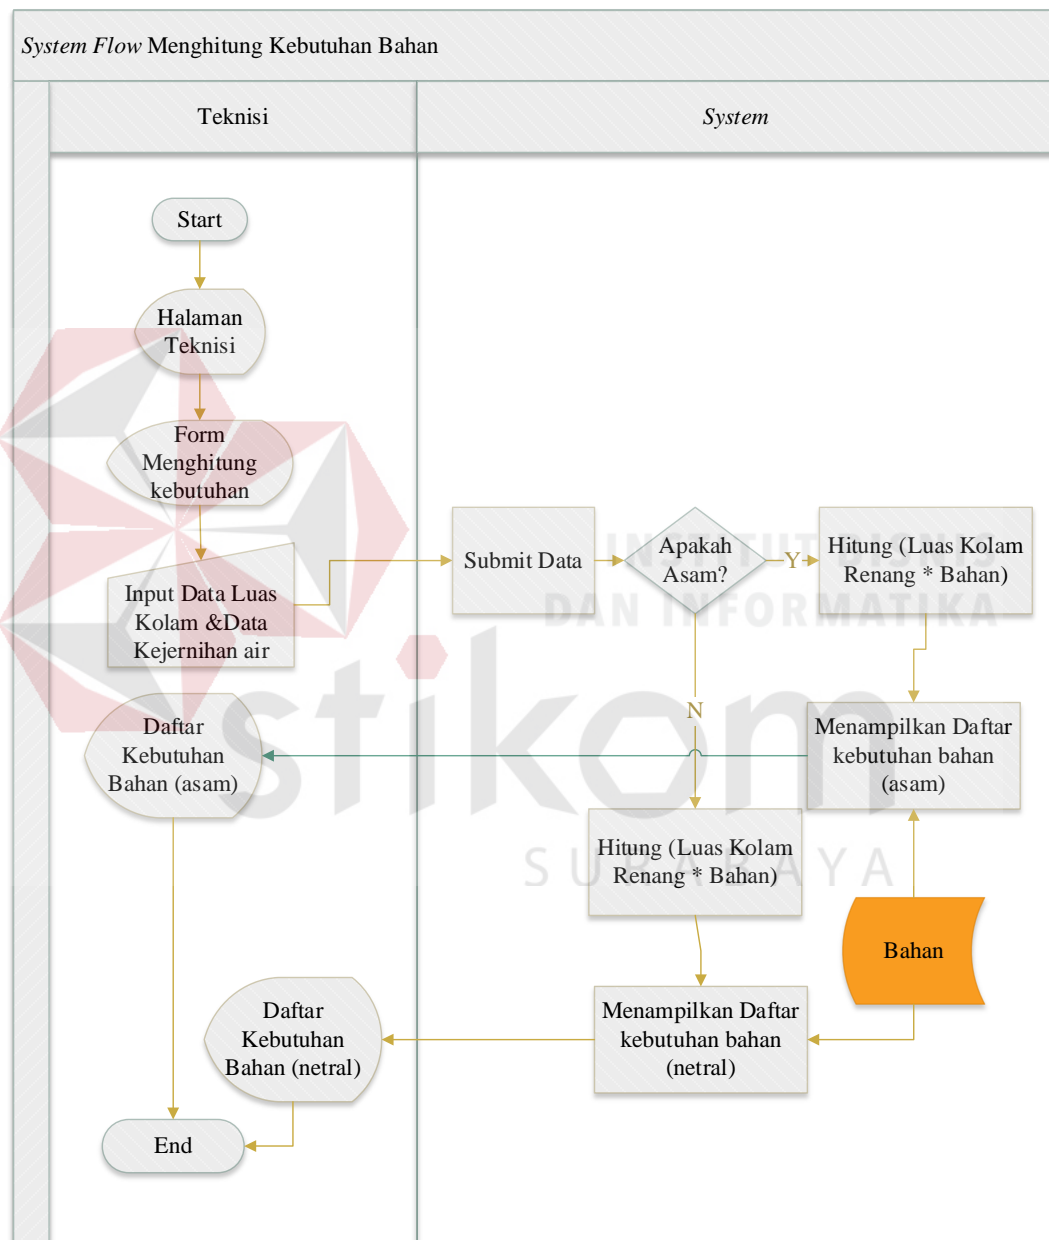 System Flow Menghitung Kebutuhan Bahan
Teknisi
System
Start
Halaman
Teknisi
Form
Menghitung
kebutuhan
Input Data Luas
Kolam &Data
Kejernihan air
Submit Data
Apakah
Asam?
Y
Hitung (Luas Kolam
Renang * Bahan)
N
Menampilkan Daftar
kebutuhan bahan
(asam)
Daftar
Kebutuhan
Bahan (asam)
Hitung (Luas Kolam
Renang * Bahan)
Bahan
Menampilkan Daftar
kebutuhan bahan
(netral)
Daftar
Kebutuhan
Bahan (netral)
End
INSTITUT BISNIS
DAN INFORMATIKA
stikom
SURABAYA